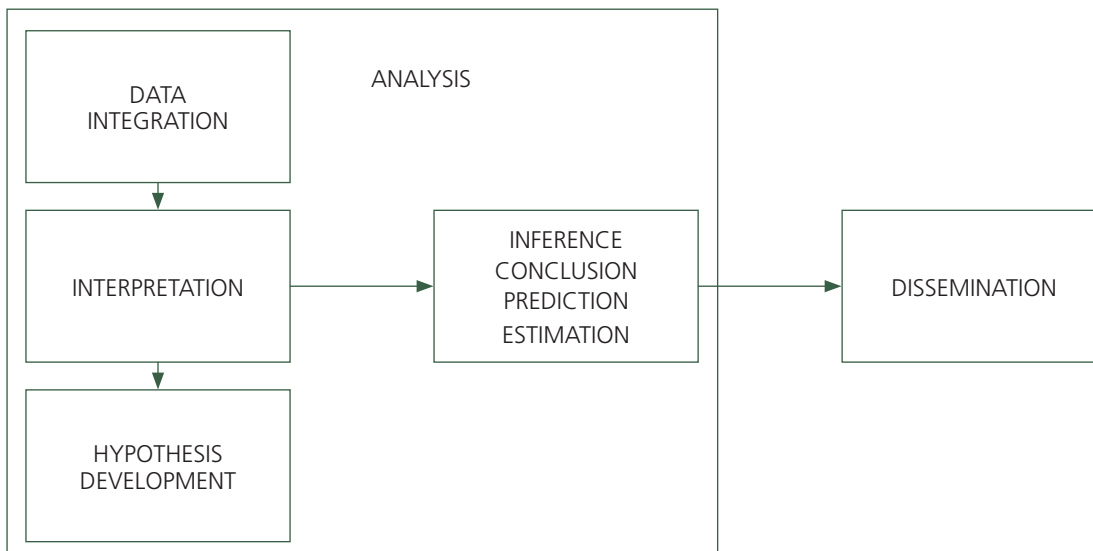 ANALYSIS
DATA
INTEGRATION
INTERPRETATION
INFERENCE
CONCLUSION
PREDICTION
ESTIMATION
DISSEMINATION
HYPOTHESIS
DEVELOPMENT